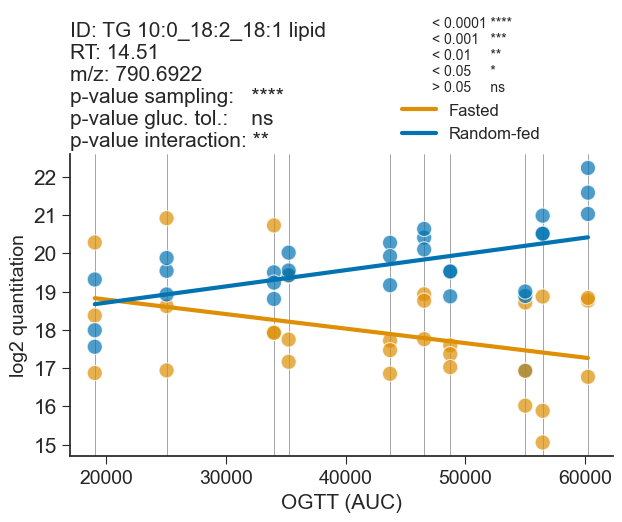 ID: TG 10:0_18:2_18:1 lipid
RT: 14.51
m/z: 790.6922
p-value sampling: ****
p-value gluc. tol.: ns
p-value interaction: **
< 0.0001 ****
< 0.001 ***
< 0.01 **
< 0.05 *
> 0.05 ns
Fasted
Random-fed
log2 quantitation
22
21
20
19
18
17
16
15
20000 30000 40000 50000 60000
OGTT (AUC)